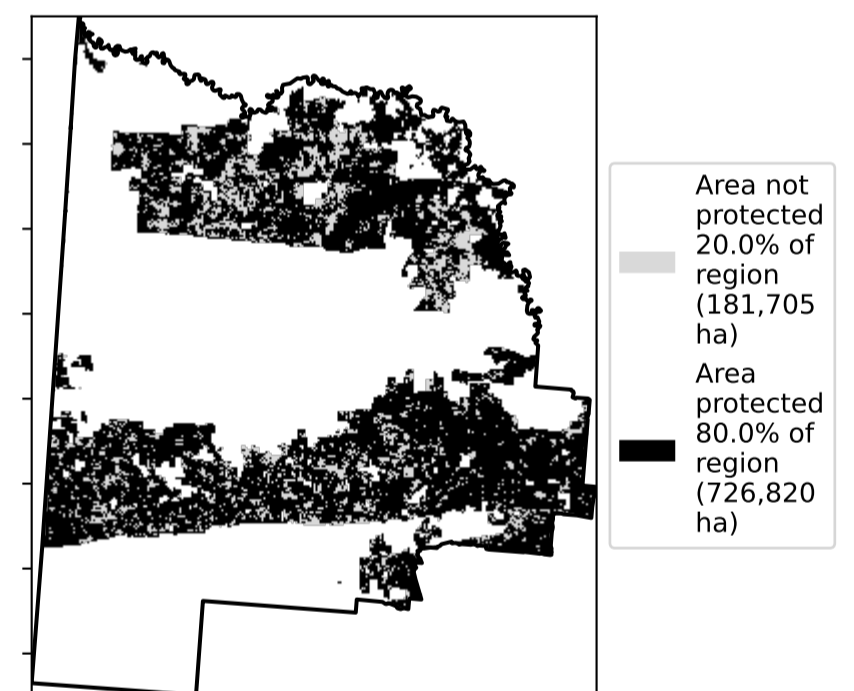 Area not
protected
20.0% of
region
(181,705
ha)
Area
protected
80.0% of
region
(726,820
ha)